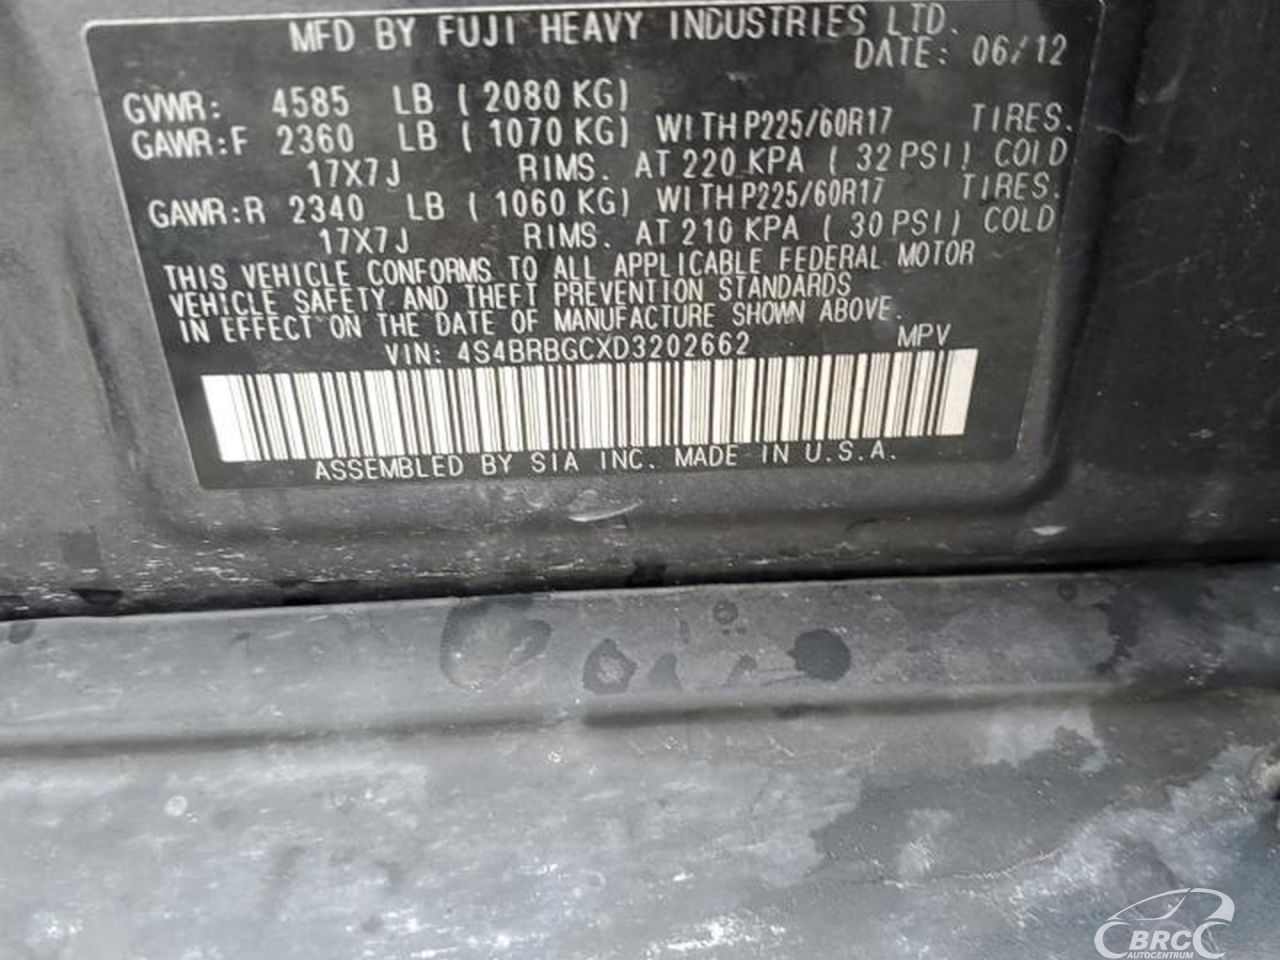 MFD BY FUJI HEAVY INDUSTRIES LTD.
DATE: 06/12
GVWR: 4585 LB ( 2080 KG)
GAWR:F 2360 LB ( 1070 KG) WITH P225/60R17 TIRES.
17X7J RIMS. AT 220 KPA ( 32 PSI) COLD
GAWR:R 2340 LB ( 1060 KG) WITH P225/60R17 TIRES.
17X7J RIMS. AT 210 KPA ( 30 PSI) COLD
THIS VEHICLE CONFORMS TO ALL APPLICABLE FEDERAL MOTOR
VEHICLE SAFETY AND THEFT PREVENTION STANDARDS
IN EFFECT ON THE DATE OF MANUFACTURE SHOWN ABOVE.
VIN: 4S4BRBGCXD3202662 MPV
ASSEMBLED BY SIA INC. MADE IN U.S.A.
BRC
AUTOCENTRUM